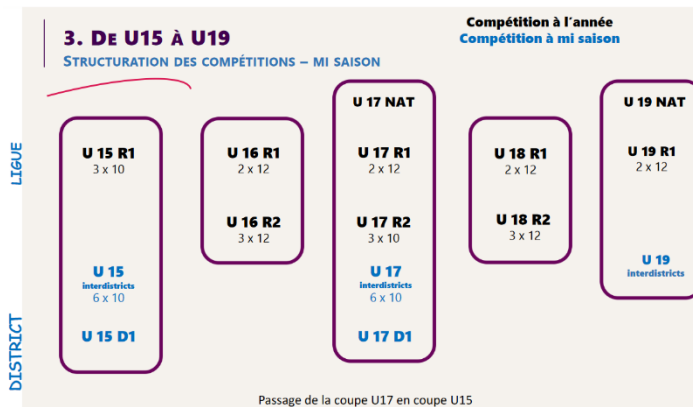 3. DE U15 À U19
STRUCTURATION DES COMPÉTITIONS – MI SAISON
Compétition à l'année
Compétition à mi saison
LIGUE
DISTRICT
U 15 R1
3 x 10
U 15
interdistricts
6 x 10
U 15 D1
U 16 R1
2 x 12
U 16 R2
3 x 12
U 17 NAT
U 17 R1
2 x 12
U 17 R2
3 x 10
U 17
interdistricts
6 x 10
U 17 D1
U 18 R1
2 x 12
U 18 R2
3 x 12
U 19 NAT
U 19 R1
2 x 12
U 19
interdistricts
Passage de la coupe U17 en coupe U15